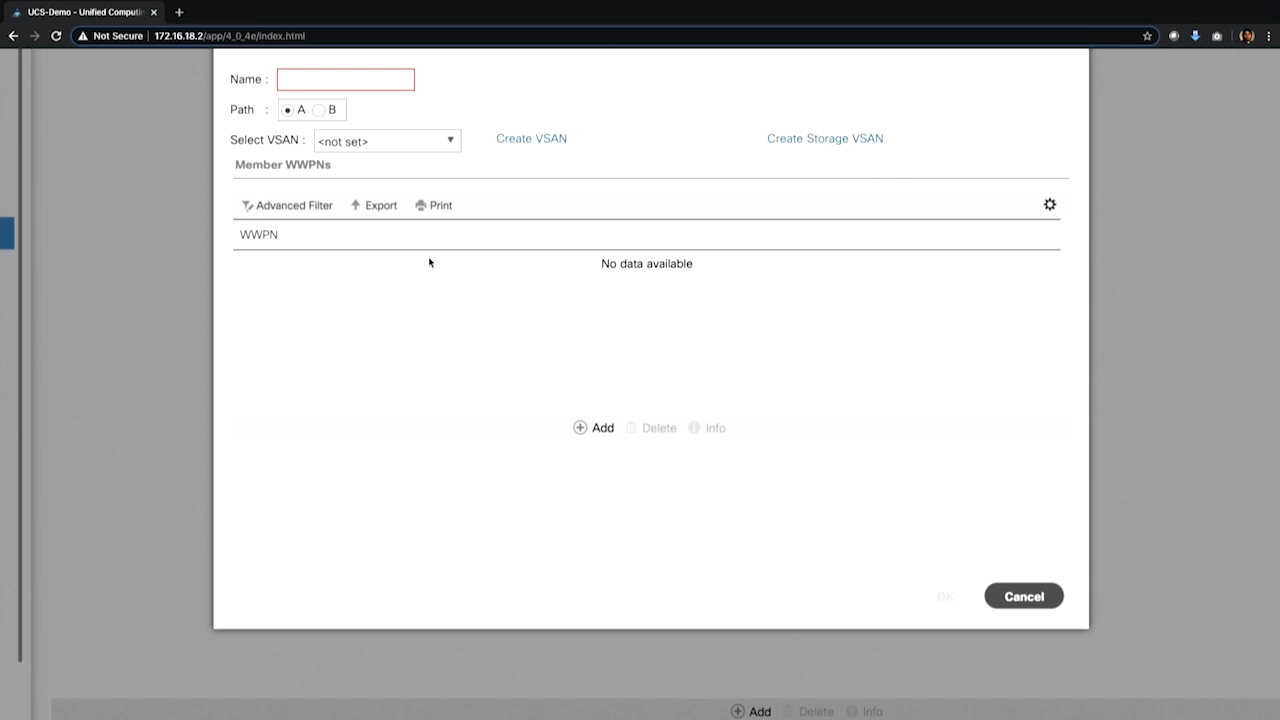 UCS-Demo - Unified Computin
Not Secure 172.16.18.2/app/4_0_4e/index.html
Name :
Path : A B
Select VSAN : <not set> Create VSAN Create Storage VSAN
Member WWPNs
Advanced Filter Export Print
WWPN
No data available
Add Delete Info
OK Cancel
Add Delete Info